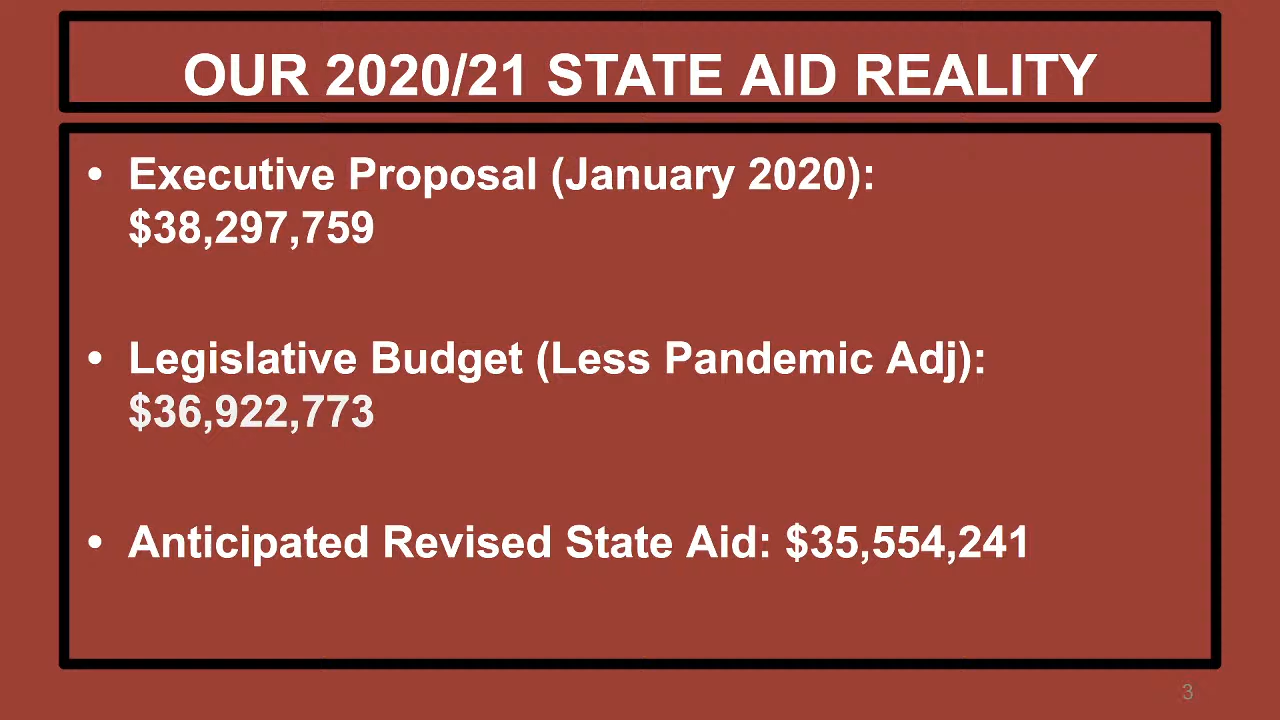 OUR 2020/21 STATE AID REALITY
• Executive Proposal (January 2020):
$38,297,759
• Legislative Budget (Less Pandemic Adj):
$36,922,773
• Anticipated Revised State Aid: $35,554,241
3